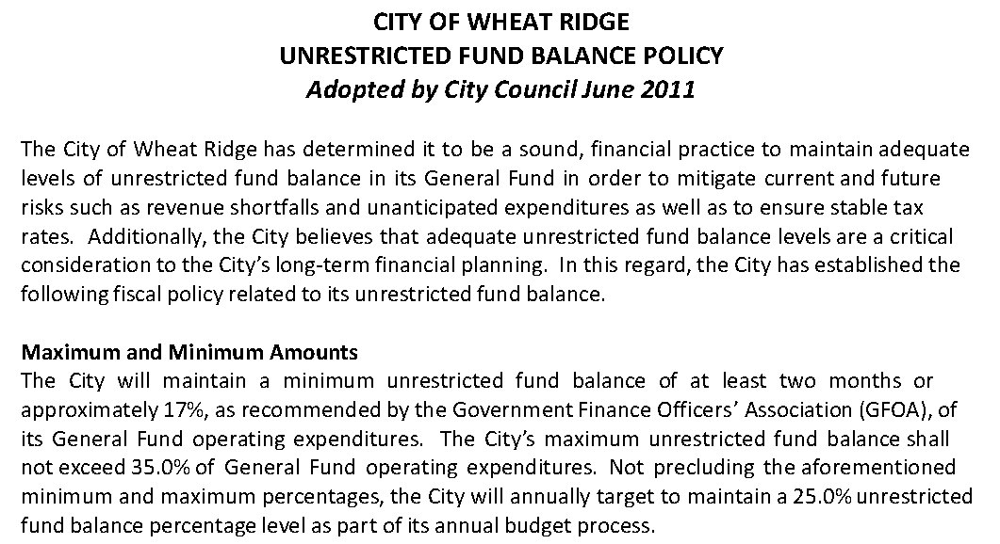 CITY OF WHEAT RIDGE
UNRESTRICTED FUND BALANCE POLICY
Adopted by City Council June 2011
The City of Wheat Ridge has determined it to be a sound, financial practice to maintain adequate
levels of unrestricted fund balance in its General Fund in order to mitigate current and future
risks such as revenue shortfalls and unanticipated expenditures as well as to ensure stable tax
rates. Additionally, the City believes that adequate unrestricted fund balance levels are a critical
consideration to the City’s long-term financial planning. In this regard, the City has established the
following fiscal policy related to its unrestricted fund balance.
Maximum and Minimum Amounts
The City will maintain a minimum unrestricted fund balance of at least two months or
approximately 17%, as recommended by the Government Finance Officers’ Association (GFOA), of
its General Fund operating expenditures. The City’s maximum unrestricted fund balance shall
not exceed 35.0% of General Fund operating expenditures. Not precluding the aforementioned
minimum and maximum percentages, the City will annually target to maintain a 25.0% unrestricted
fund balance percentage level as part of its annual budget process.